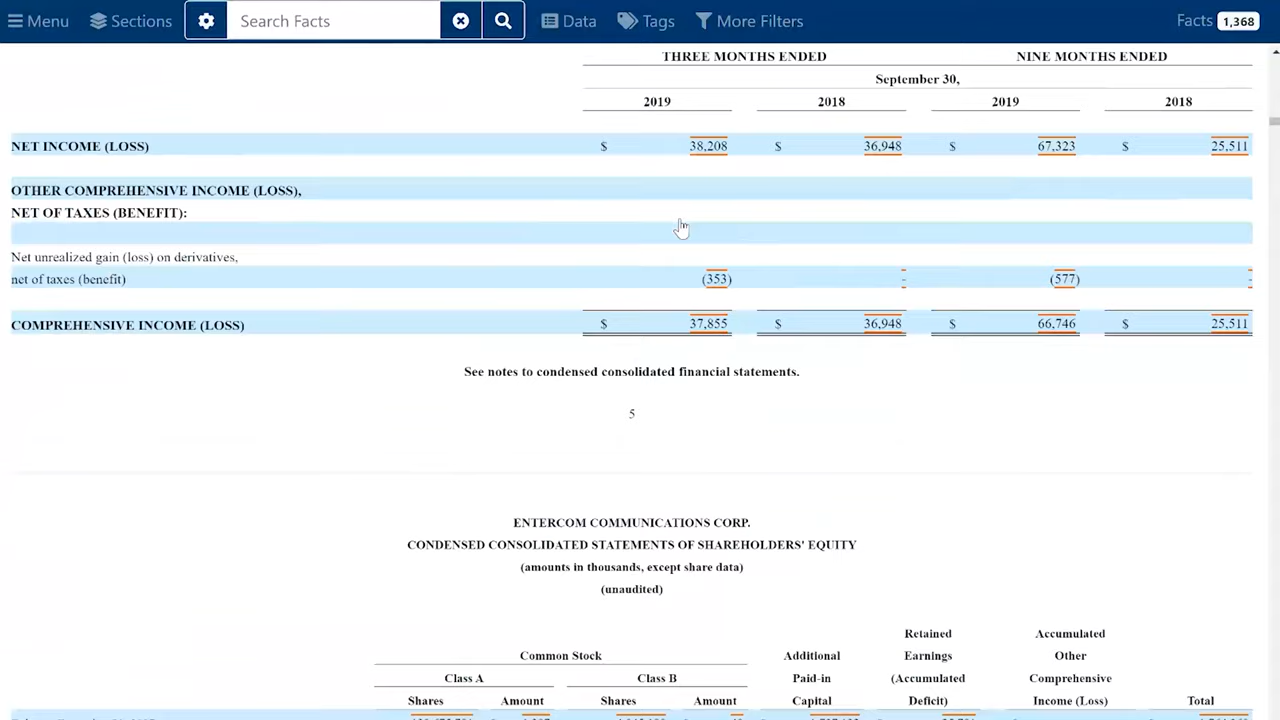 Menu Sections Search Facts Data Tags More Filters Facts 1,368
THREE MONTHS ENDED NINE MONTHS ENDED
September 30,
2019 2018 2019 2018
NET INCOME (LOSS) $ 38,208 $ 36,948 $ 67,323 $ 25,511
OTHER COMPREHENSIVE INCOME (LOSS),
NET OF TAXES (BENEFIT):
Net unrealized gain (loss) on derivatives,
net of taxes (benefit) (353) - (577) -
COMPREHENSIVE INCOME (LOSS) $ 37,855 $ 36,948 $ 66,746 $ 25,511
See notes to condensed consolidated financial statements.
5
ENTERCOM COMMUNICATIONS CORP.
CONDENSED CONSOLIDATED STATEMENTS OF SHAREHOLDERS' EQUITY
(amounts in thousands, except share data)
(unaudited)
Retained Accumulated
Common Stock Additional Earnings Other
Class A Class B Paid-in (Accumulated Comprehensive
Shares Amount Shares Amount Capital Deficit) Income (Loss) Total